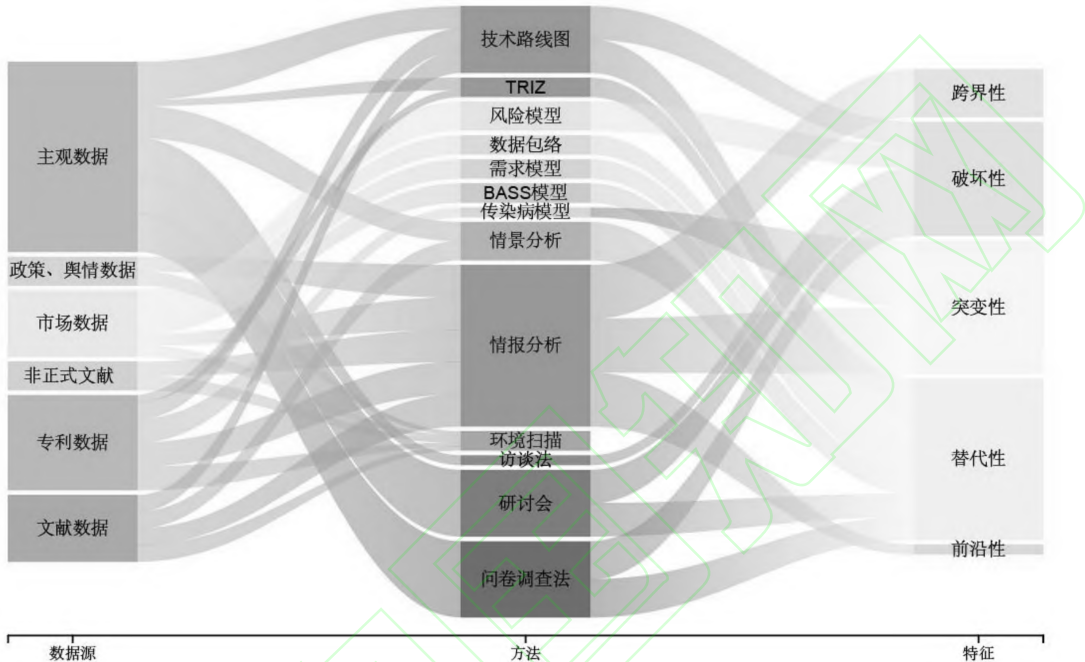 主观数据
政策、舆情数据
市场数据
非正式文献
专利数据
文献数据
技术路线图
TRIZ
风险模型
数据包络
需求模型
BASS模型
传染病模型
情景分析
情报分析
环境扫描
访谈法
研讨会
问卷调查法
跨界性
破坏性
突变性
替代性
前沿性
数据源
方法
特征